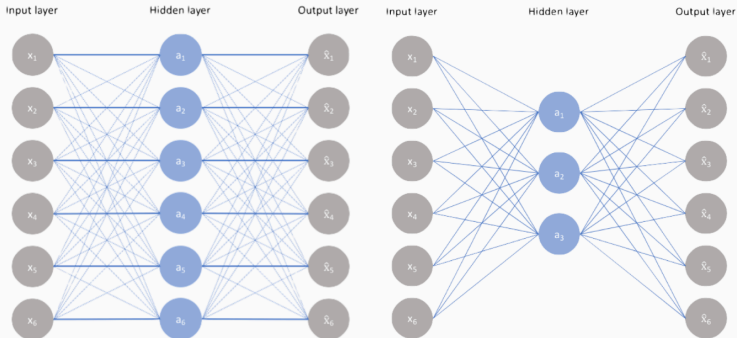 Input layer Hidden layer Output layer
x₁ a₁ x̂₁
x₂ a₂ x̂₂
x₃ a₃ x̂₃
x₄ a₄ x̂₄
x₅ a₅ x̂₅
x₆ a₆ x̂₆
Input layer Hidden layer Output layer
x₁ x̂₁
a₁
x₂ x̂₂
x₃ a₂ x̂₃
x₄ a₃ x̂₄
x₅ x̂₅
x₆ x̂₆